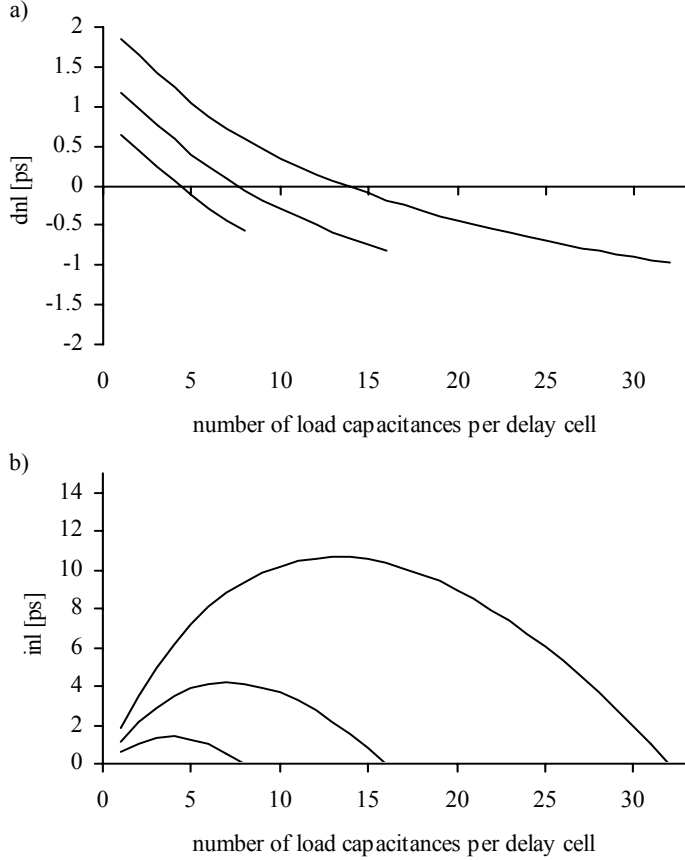 a)
2
1.5
1
0.5
0
-0.5
-1
-1.5
-2
dnl [ps]
0 5 10 15 20 25 30
number of load capacitances per delay cell
b)
14
12
10
8
6
4
2
0
inl [ps]
0 5 10 15 20 25 30
number of load capacitances per delay cell